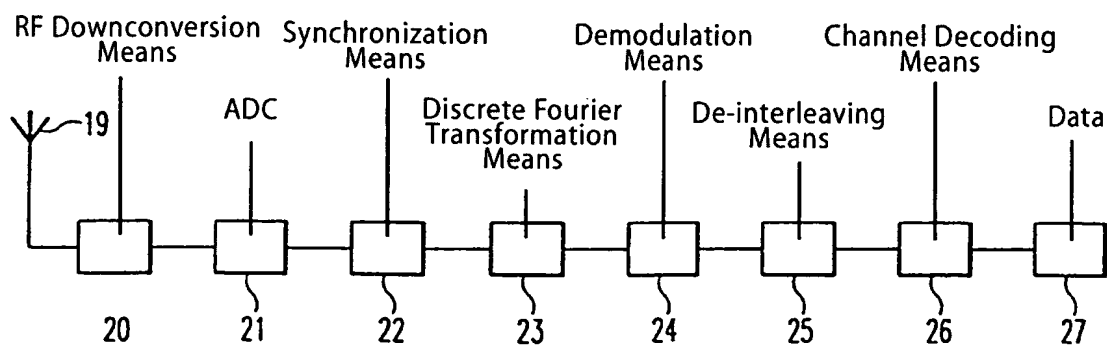 RF Downconversion
Means
Synchronization
Means
Demodulation
Means
Channel Decoding
Means
19
ADC
Discrete Fourier
Transformation
Means
De-interleaving
Means
Data
20
21
22
23
24
25
26
27